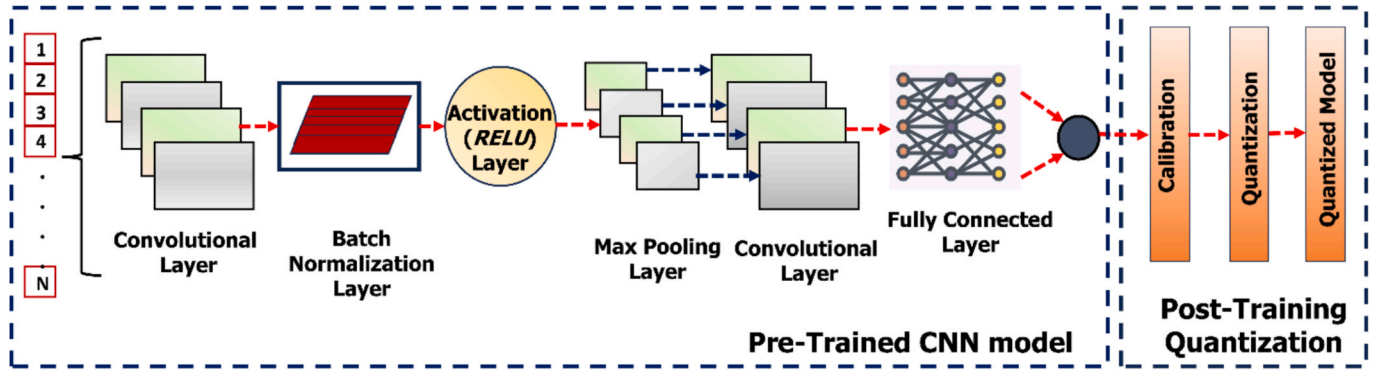 1
2
3
4
.
.
.
.
N
Convolutional
Layer
Batch
Normalization
Layer
Activation
(RELU)
Layer
Max Pooling
Layer
Convolutional
Layer
Fully Connected
Layer
Pre-Trained CNN model
Calibration
Quantization
Quantized Model
Post-Training
Quantization